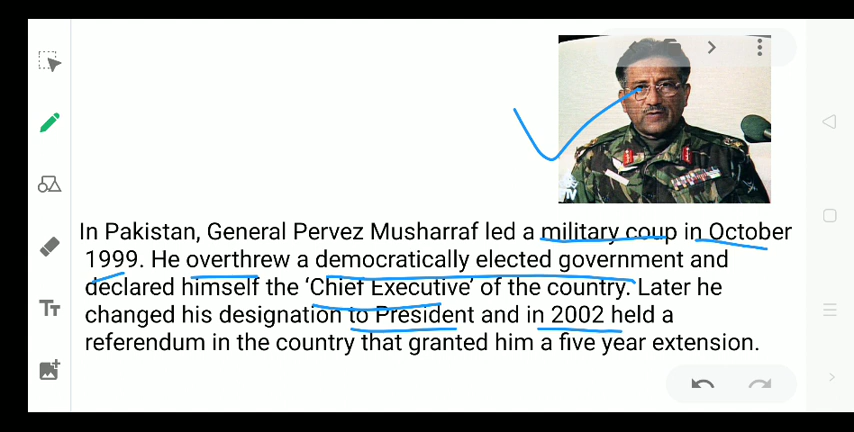 In Pakistan, General Pervez Musharraf led a military coup in October
1999. He overthrew a democratically elected government and
declared himself the ‘Chief Executive’ of the country. Later he
changed his designation to President and in 2002 held a
referendum in the country that granted him a five year extension.